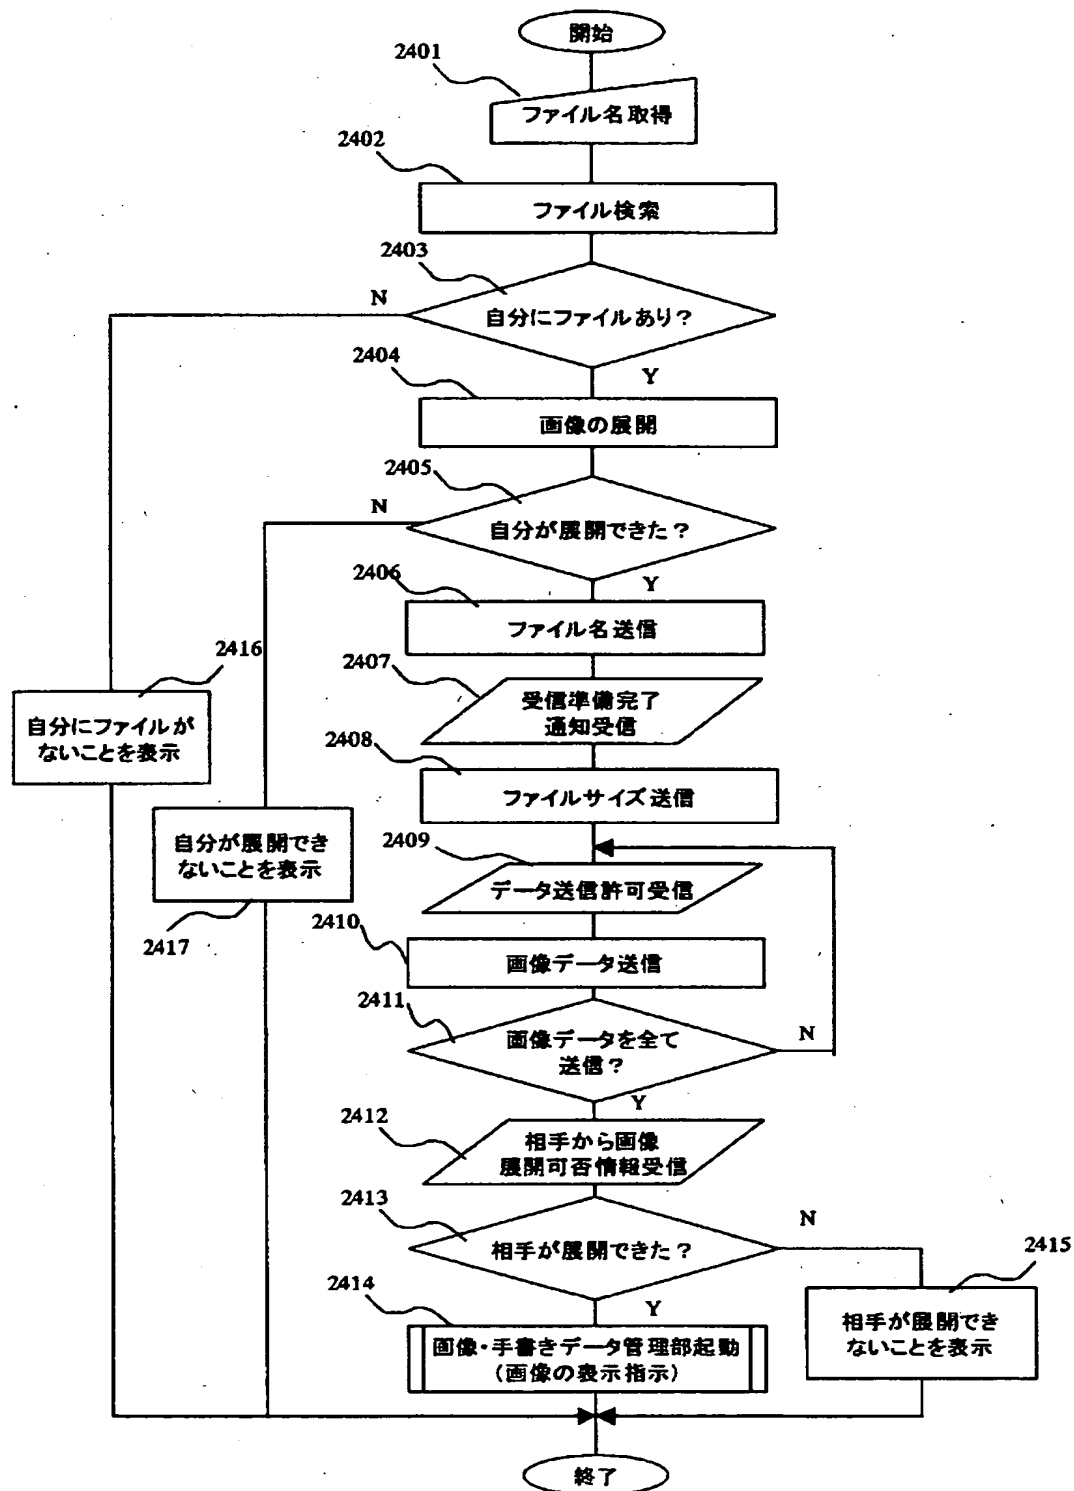 開始
2401
ファイル名取得
2402
ファイル検索
2403
N
自分にファイルあり？
2404
Y
画像の展開
2405
N
自分が展開できた？
2406
Y
ファイル名送信
2416
2407
自分にファイルが
ないことを表示
受信準備完了
通知受信
2408
ファイルサイズ送信
自分が展開でき
ないことを表示
2409
データ送信許可受信
2417
2410
画像データ送信
2411
画像データを全て
送信？
N
Y
2412
相手から画像
展開可否情報受信
2413
N
相手が展開できた？
2415
2414
Y
相手が展開でき
ないことを表示
画像・手書きデータ管理部起動
（画像の表示指示）
終了